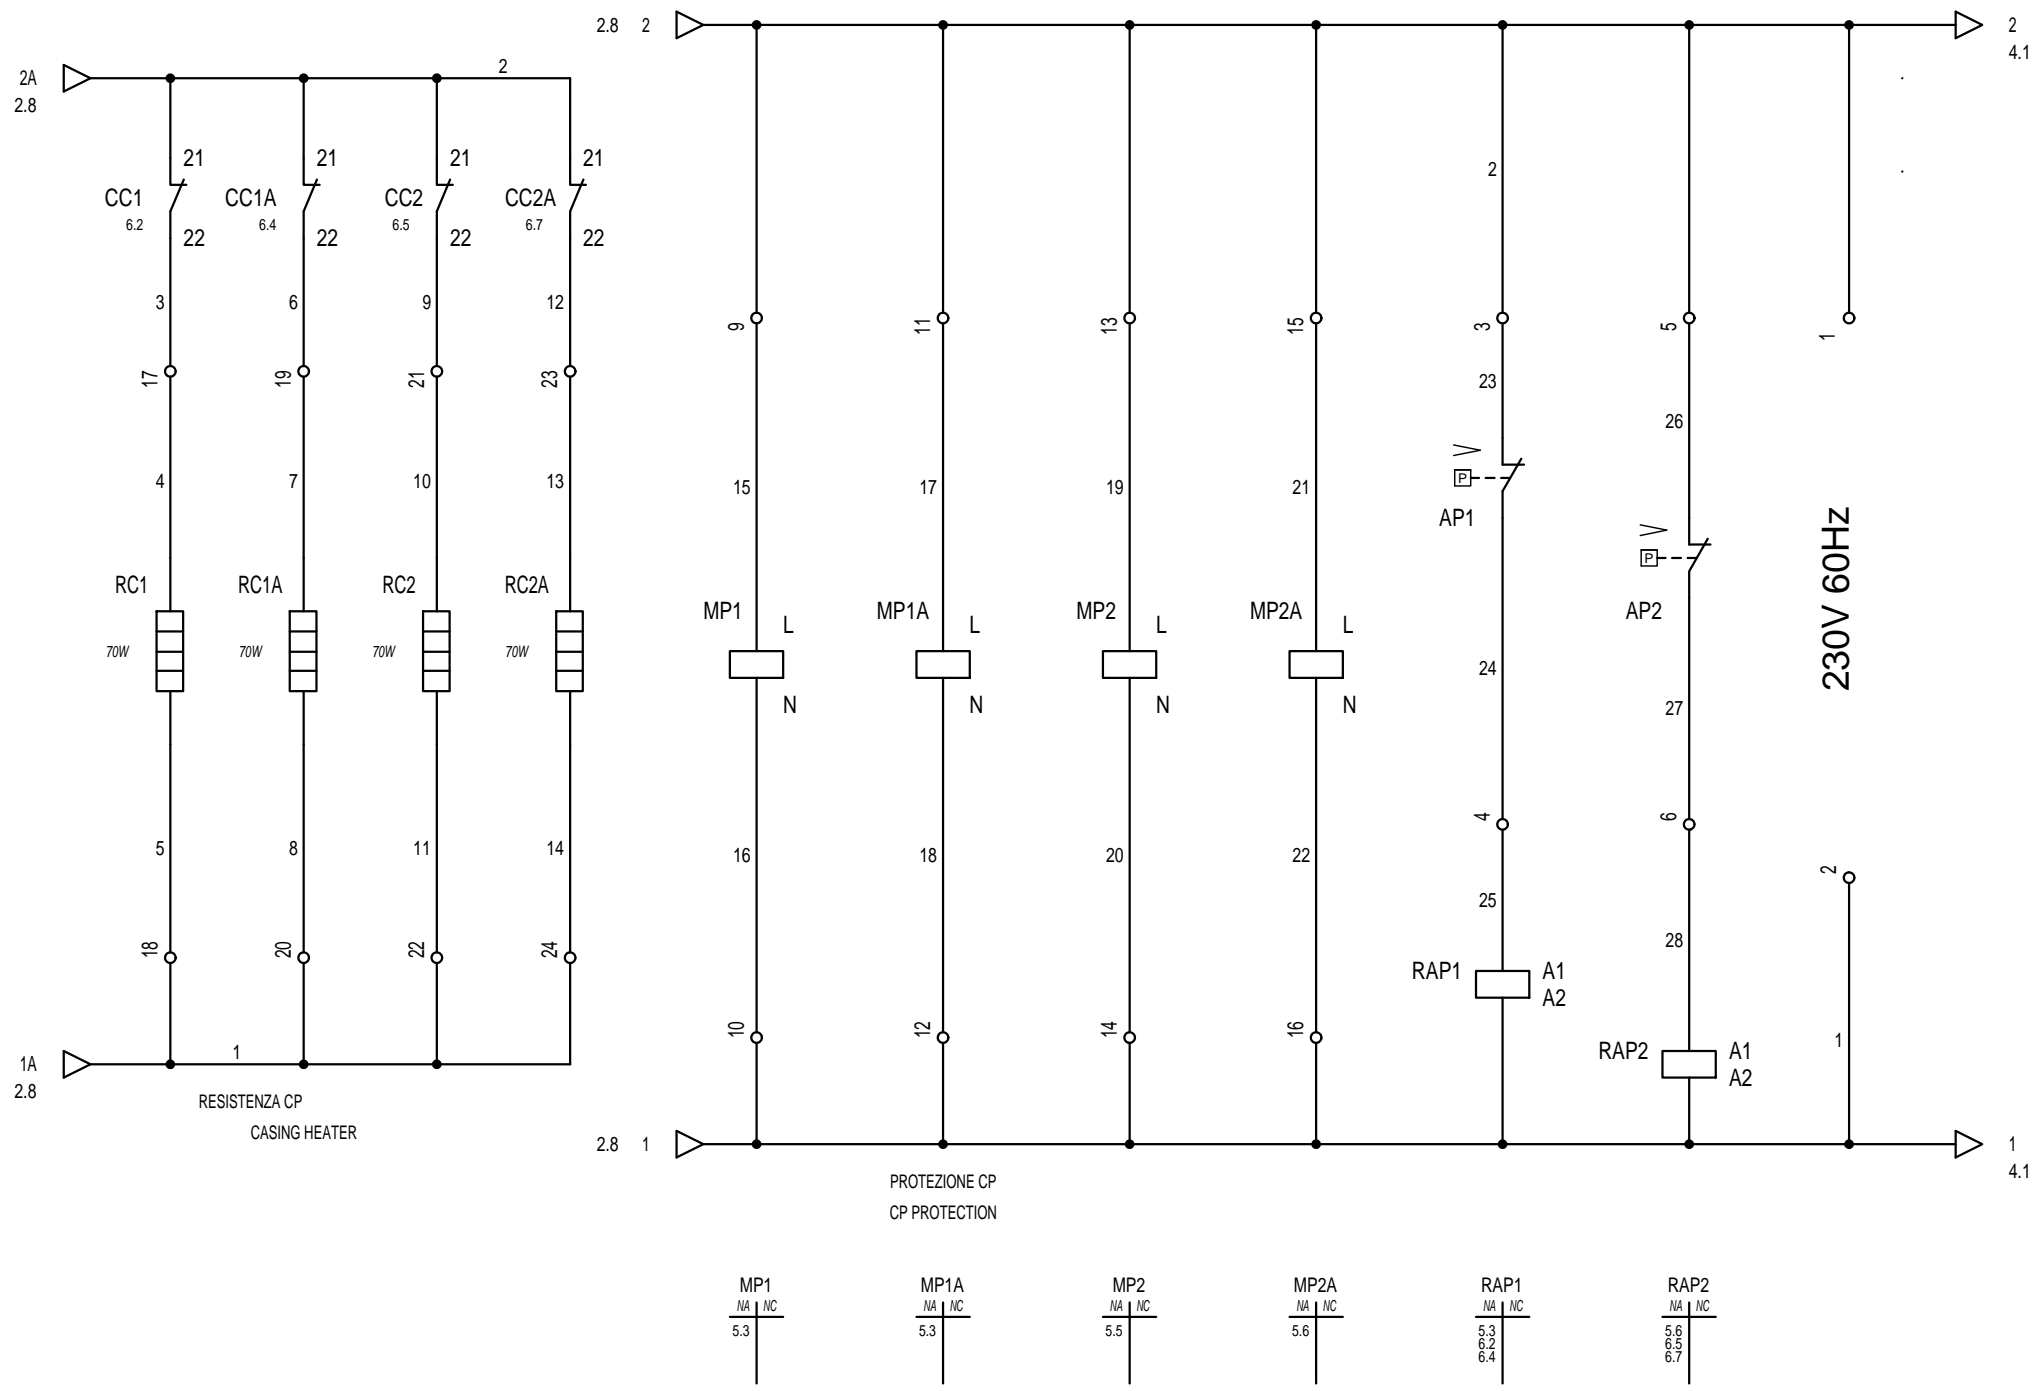 2.8 2
2
4.1
2A
2.8
2
21 21 21 21
CC1 CC1A CC2 CC2A
6.2 6.4 6.5 6.7
22 22 22 22
2
3 6 9 12
9 11 13 15 3 5 1
17 19 21 23
23
26
4 7 10 13
15 17 19 21
P
AP1
P
230V 60Hz
RC1 RC1A RC2 RC2A
MP1 L MP1A L MP2 L MP2A L
AP2
70W 70W 70W 70W
24
N N N N
27
4 6
5 8 11 14
16 18 20 22
2
25
28
18 20 22 24
RAP1 A1
A2
10 12 14 16
1
1
RAP2 A1
A2
1A
2.8
RESISTENZA CP
CASING HEATER
2.8 1
1
4.1
PROTEZIONE CP
CP PROTECTION
MP1 MP1A MP2 MP2A RAP1 RAP2
NA NC NA NC NA NC NA NC NA NC NA NC
5.3 5.3 5.5 5.6 5.3 5.6
6.2 6.5
6.4 6.7